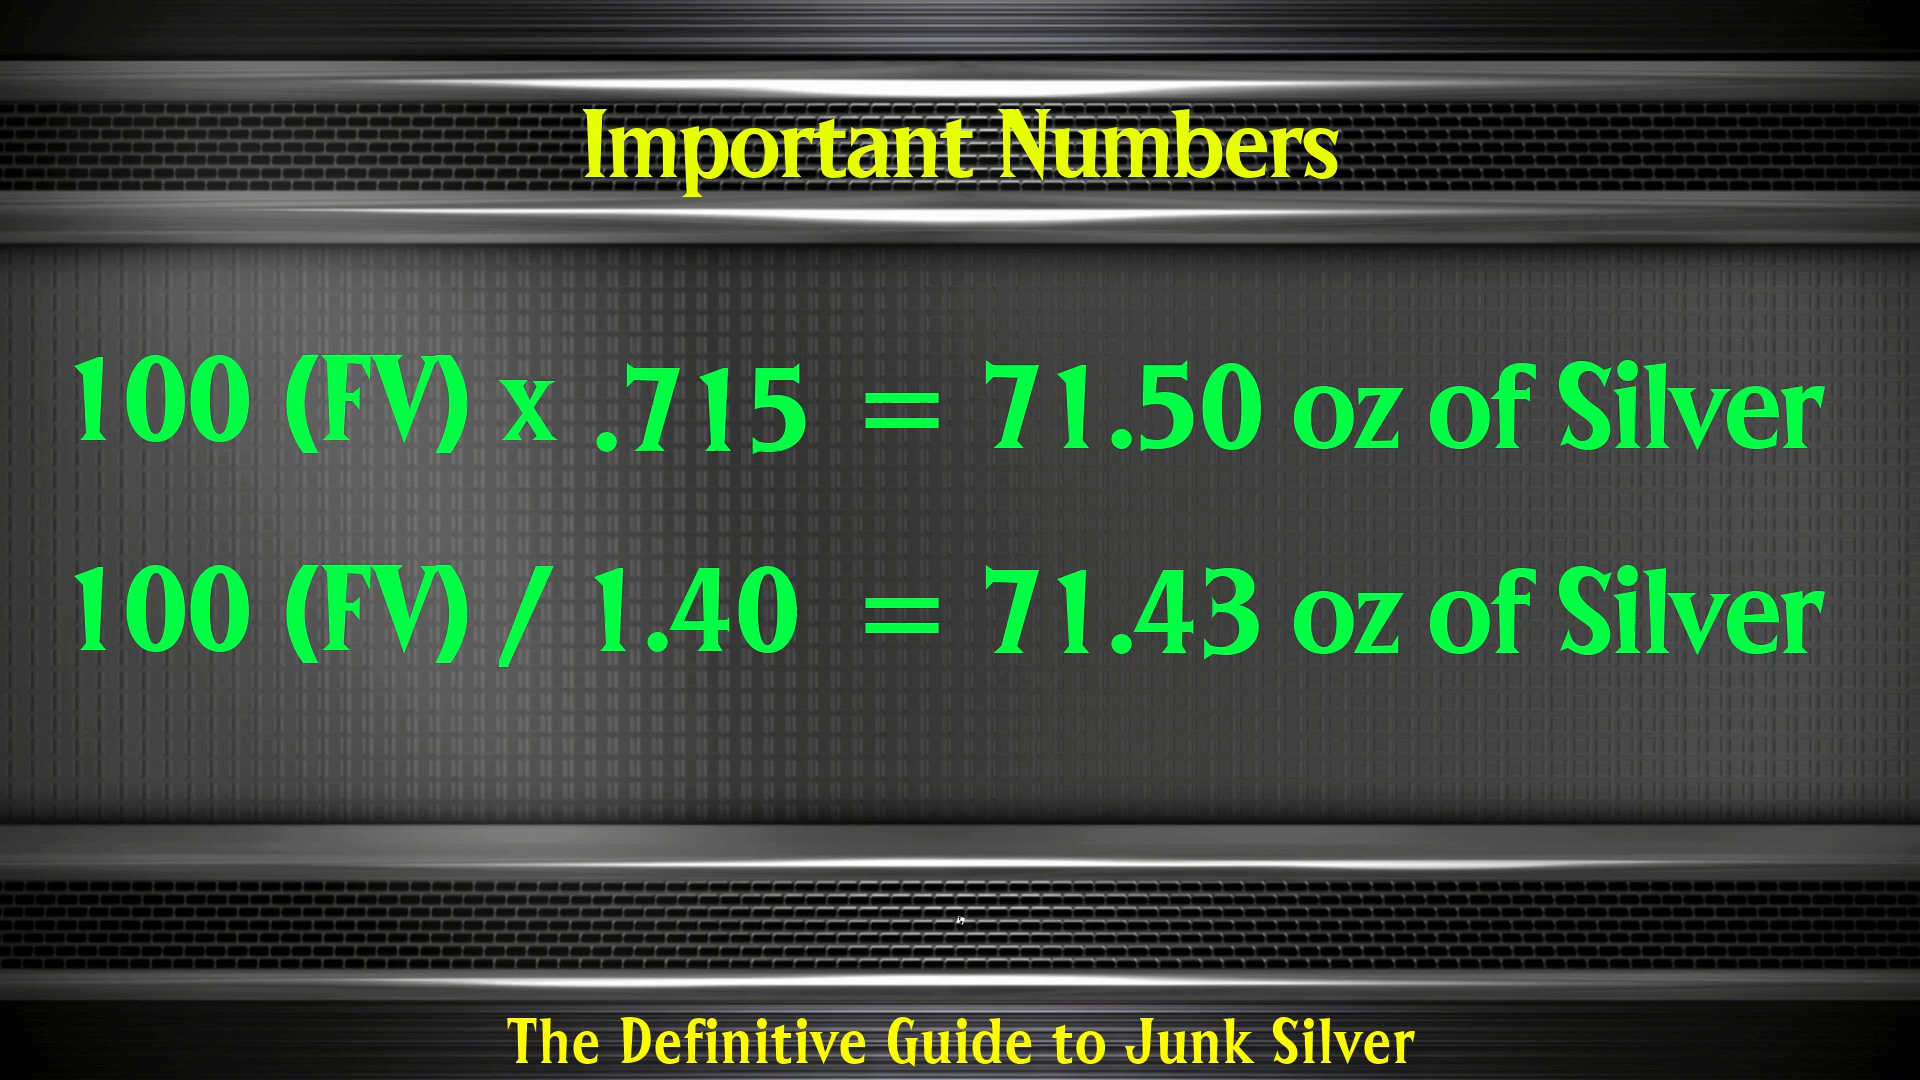 Important Numbers
100 (FV) x .715 = 71.50 oz of Silver
100 (FV) / 1.40 = 71.43 oz of Silver
The Definitive Guide to Junk Silver